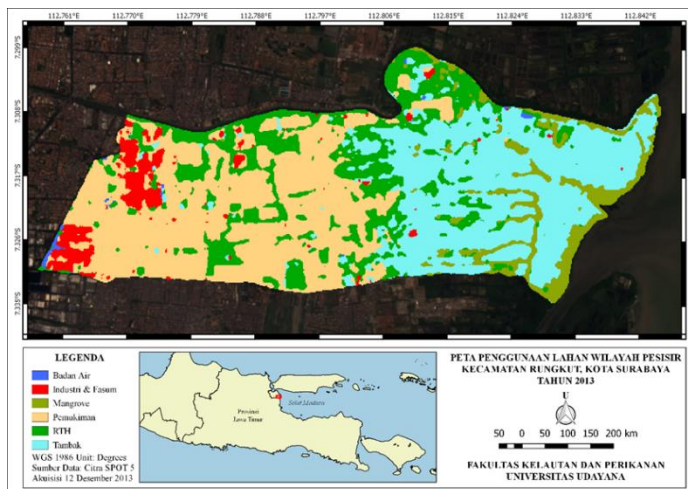 112.761°E 112.770°E 112.779°E 112.788°E 112.797°E 112.806°E 112.815°E 112.824°E 112.833°E 112.842°E
7.299°S
7.308°S
7.317°S
7.326°S
7.335°S
LEGENDA
Badan Air
Industri & Fasum
Mangrove
Pemukiman
RTH
Tambak
WGS 1986 Unit: Degrees
Sumber Data: Citra SPOT 5
Akuisisi 12 Desember 2013
Provinsi
Jawa Timur
Selat Madura
PETA PENGGUNAAN LAHAN WILAYAH PESISIR
KECAMATAN RUNGKUT, KOTA SURABAYA
TAHUN 2013
U
50 0 50 100 150 200 km
FAKULTAS KELAUTAN DAN PERIKANAN
UNIVERSITAS UDAYANA